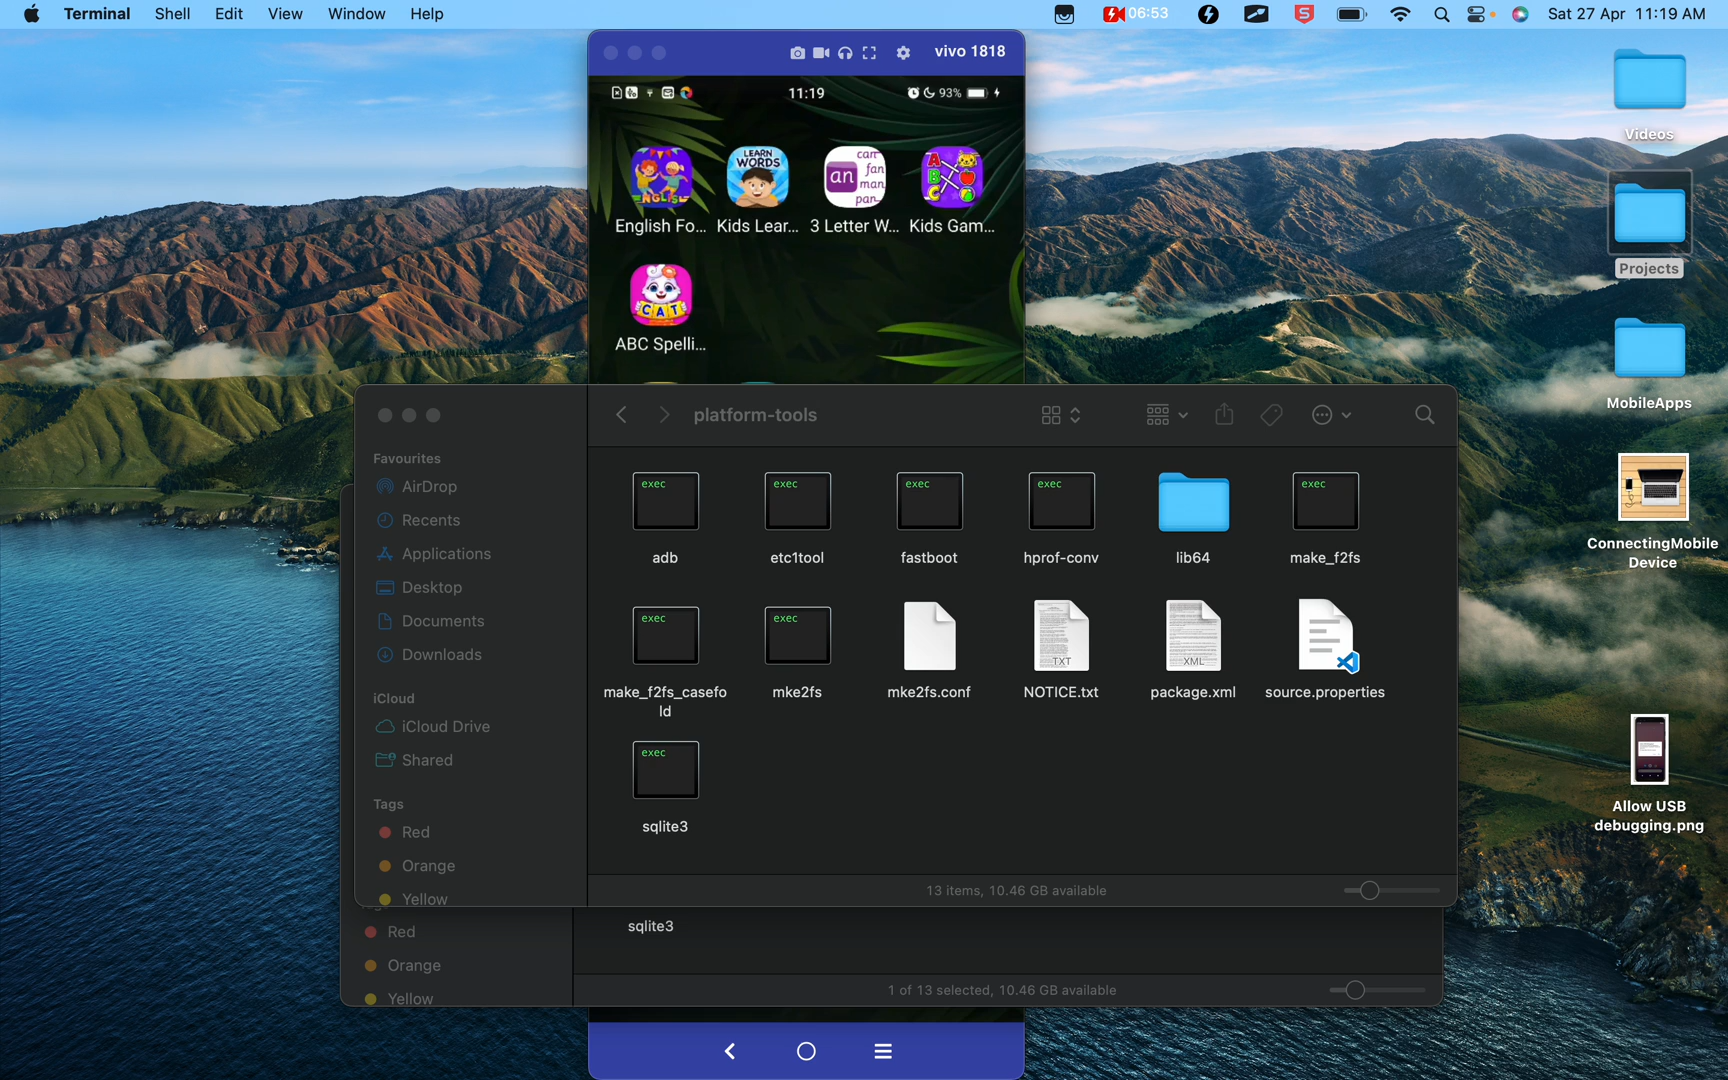 Terminal Shell Edit View Window Help 06:53 S Sat 27 Apr 11:19 AM
vivo 1818
11:19 93%
LEARN WORDS
ENGLIS
an
can
fan
man
pan
A
B
C
English Fo... Kids Lear... 3 Letter W... Kids Gam...
CAT
ABC Spelli...
platform-tools
Favourites
AirDrop
Recents
Applications
Desktop
Documents
Downloads
iCloud
iCloud Drive
Shared
Tags
Red
Orange
Yellow
exec exec exec exec exec
adb etc1tool fastboot hprof-conv lib64 make_f2fs
exec exec TXT XML
make_f2fs_casefo
ld
mke2fs mke2fs.conf NOTICE.txt package.xml source.properties
exec
sqlite3
13 items, 10.46 GB available
Red
Orange
Yellow
sqlite3
1 of 13 selected, 10.46 GB available
Videos
Projects
MobileApps
ConnectingMobile
Device
Allow USB
debugging.png